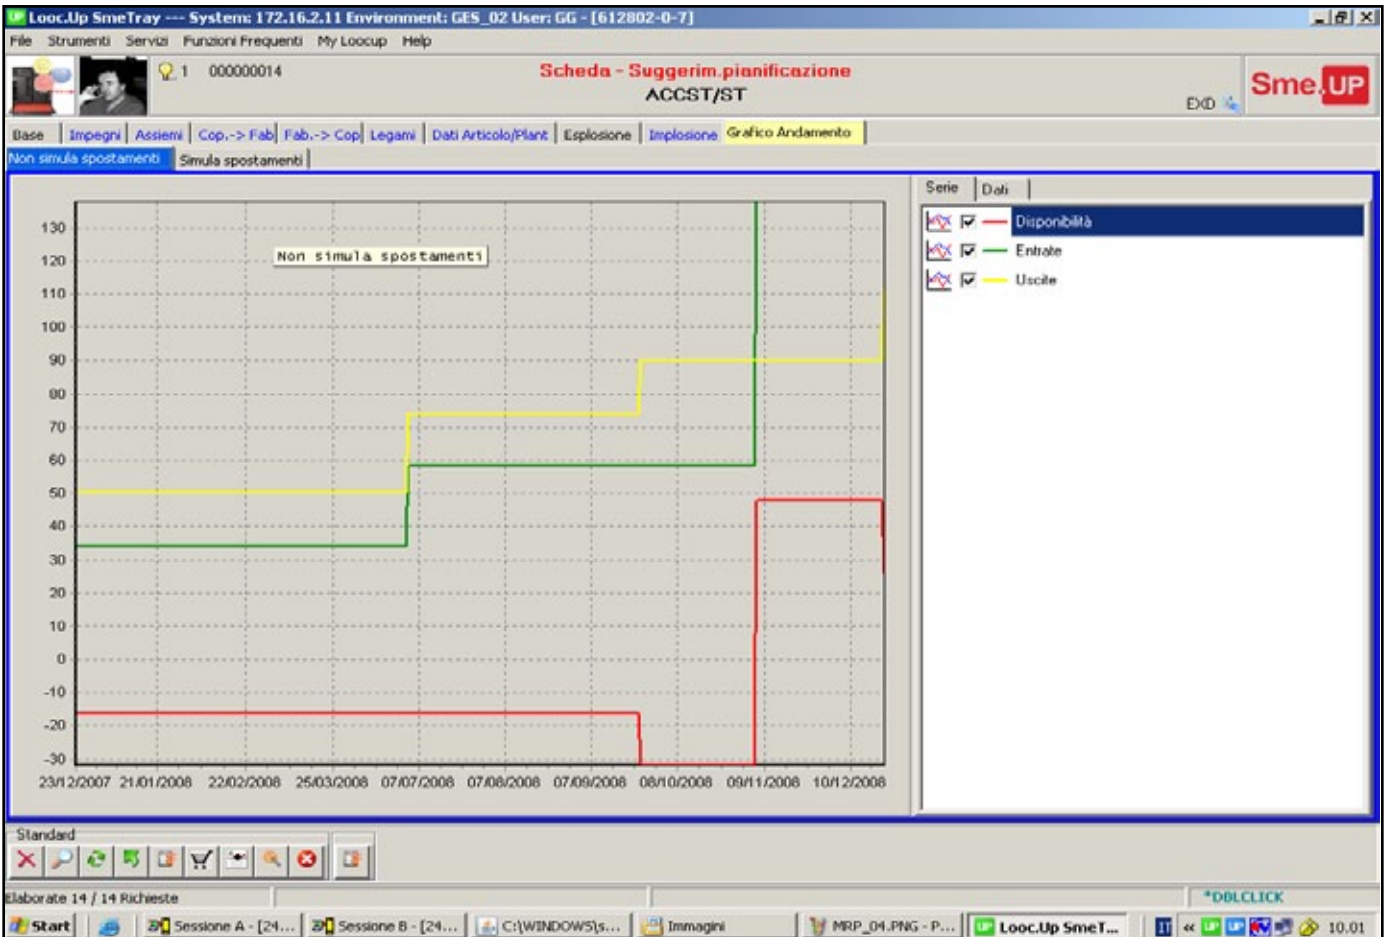 Looc.Up SmeTray --- System: 172.16.2.11 Environment: GES_02 User: GG - [612802-0-7]
File Strumenti Servizi Funzioni Frequenti My Loocup Help
1 000000014
Scheda - Suggerim.pianificazione
ACCST/ST
EXD
Sme.UP
Base Impegni Assiemi Cop.-> Fab Fab.-> Cop Legami Dati Articolo/Plant Esplosione Implosione Grafico Andamento
Non simula spostamenti Simula spostamenti
Serie Dati
Disponibilità
Entrate
Uscite
Non simula spostamenti
130
120
110
100
90
80
70
60
50
40
30
20
10
0
-10
-20
-30
23/12/2007 21/01/2008 22/02/2008 25/03/2008 07/07/2008 07/08/2008 07/09/2008 08/10/2008 09/11/2008 10/12/2008
Standard
Elaborate 14 / 14 Richieste
*DBLCLICK
Start Sessione A - [24... Sessione B - [24... C:\WINDOWS\s... Immagini MRP_04.PNG - P... Looc.Up SmeT... IT « 10.01